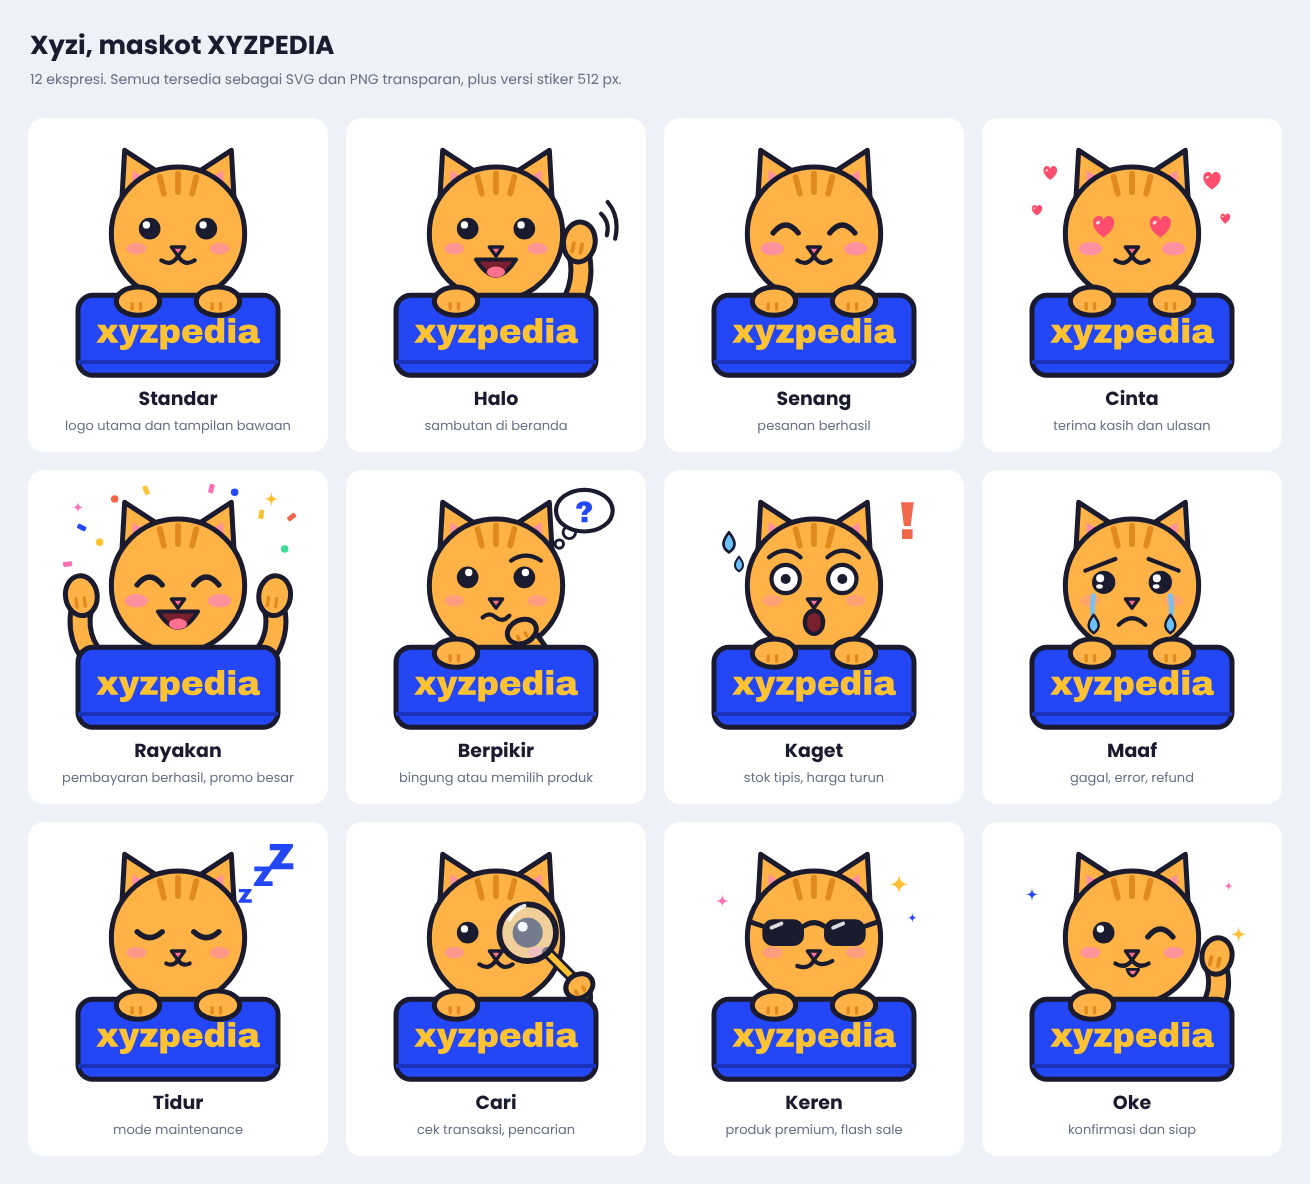 Xyzi, maskot XYZPEDIA
12 ekspresi. Semua tersedia sebagai SVG dan PNG transparan, plus versi stiker 512 px.
xyzpedia
Standar
logo utama dan tampilan bawaan
xyzpedia
Halo
sambutan di beranda
xyzpedia
Senang
pesanan berhasil
xyzpedia
Cinta
terima kasih dan ulasan
xyzpedia
Rayakan
pembayaran berhasil, promo besar
?
xyzpedia
Berpikir
bingung atau memilih produk
!
xyzpedia
Kaget
stok tipis, harga turun
xyzpedia
Maaf
gagal, error, refund
z z Z
xyzpedia
Tidur
mode maintenance
xyzpedia
Cari
cek transaksi, pencarian
xyzpedia
Keren
produk premium, flash sale
xyzpedia
Oke
konfirmasi dan siap